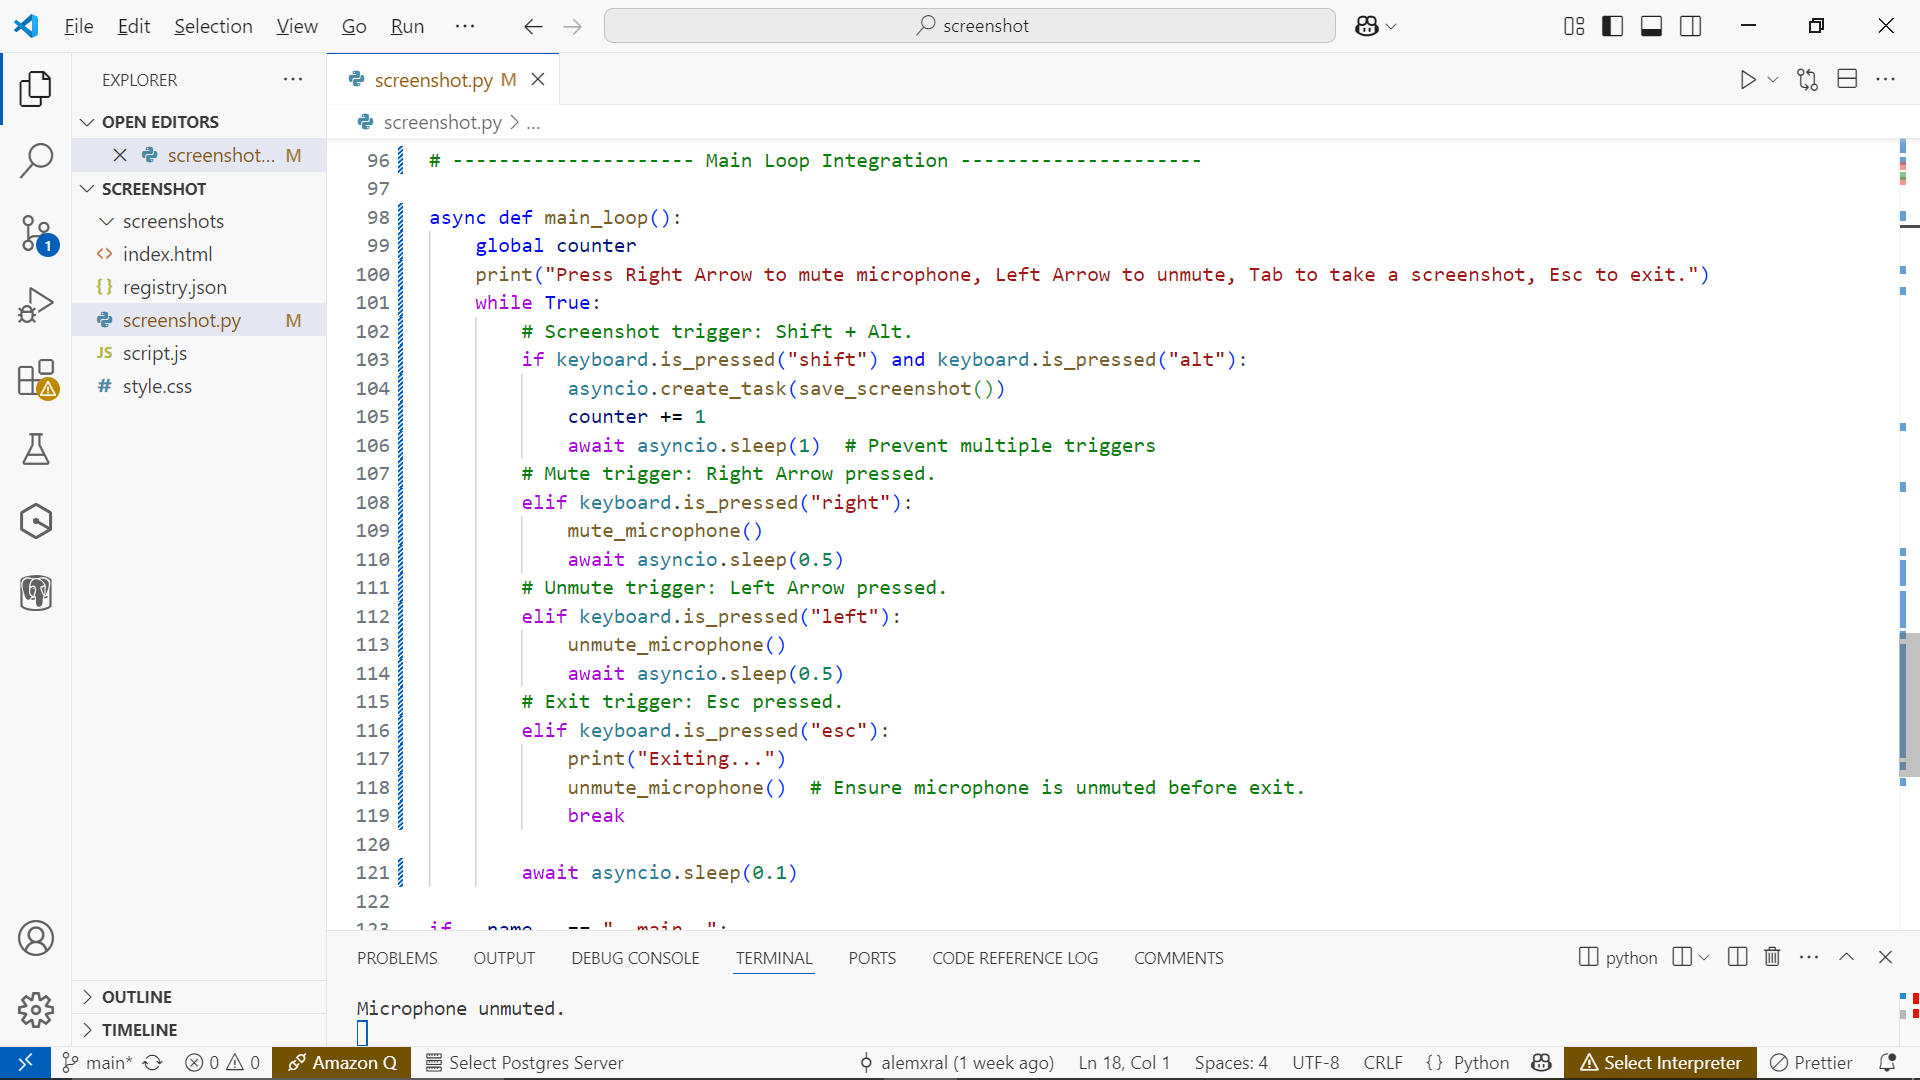 File Edit Selection View Go Run ··· screenshot
EXPLORER ···
OPEN EDITORS
screenshot... M
SCREENSHOT
screenshots
index.html
{} registry.json
screenshot.py M
JS script.js
# style.css
OUTLINE
TIMELINE
screenshot.py M
screenshot.py > ...
96 # --------------------- Main Loop Integration ---------------------
97
98 async def main_loop():
99 global counter
100 print("Press Right Arrow to mute microphone, Left Arrow to unmute, Tab to take a screenshot, Esc to exit.")
101 while True:
102 # Screenshot trigger: Shift + Alt.
103 if keyboard.is_pressed("shift") and keyboard.is_pressed("alt"):
104 asyncio.create_task(save_screenshot())
105 counter += 1
106 await asyncio.sleep(1)  # Prevent multiple triggers
107 # Mute trigger: Right Arrow pressed.
108 elif keyboard.is_pressed("right"):
109 mute_microphone()
110 await asyncio.sleep(0.5)
111 # Unmute trigger: Left Arrow pressed.
112 elif keyboard.is_pressed("left"):
113 unmute_microphone()
114 await asyncio.sleep(0.5)
115 # Exit trigger: Esc pressed.
116 elif keyboard.is_pressed("esc"):
117 print("Exiting...")
118 unmute_microphone()  # Ensure microphone is unmuted before exit.
119 break
120
121 await asyncio.sleep(0.1)
122
123 if __name__ == "__main__":
PROBLEMS OUTPUT DEBUG CONSOLE TERMINAL PORTS CODE REFERENCE LOG COMMENTS python
Microphone unmuted.
1
main* 0 0 Amazon Q Select Postgres Server alemxral (1 week ago) Ln 18, Col 1 Spaces: 4 UTF-8 CRLF {} Python Select Interpreter Prettier